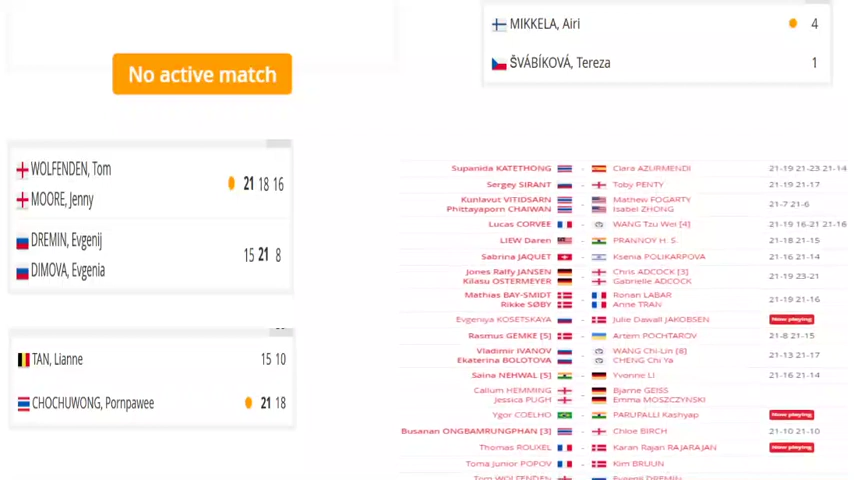 No active match
MIKKELA, Airi 4
ŠVÁBÍKOVÁ, Tereza 1
WOLFENDEN, Tom
MOORE, Jenny
21 18 16
DREMIN, Evgenij
DIMOVA, Evgenia
15 21 8
TAN, Lianne 15 10
CHOCHUWONG, Pornpawee 21 18
Supanida KATETHONG - Clara AZURMENDI 21-19 21-23 21-14
Sergey SIRANT - Toby PENTY 21-19 21-17
Kunlavut VITIDSARN - Mathew FOGARTY
Phittayaporn CHAIWAN Isabel ZHONG
21-7 21-6
Lucas CORVEE - WANG Tzu Wei [4] 21-19 16-21 21-16
LIEW Daren - PRANNOY H. S. 21-18 21-15
Sabrina JAQUET - Ksenia POLIKARPOVA 21-16 21-14
Jones Ralfy JANSEN - Chris ADCOCK [3]
Kilasu OSTERMEYER Gabrielle ADCOCK
21-19 23-21
Mathias BAY-SMIDT - Ronan LABAR
Rikke SØBY Anne TRAN
21-19 21-16
Evgeniya KOSETSKAYA - Julie Dawall JAKOBSEN Now playing
Rasmus GEMKE [5] - Artem POCHTAROV 21-8 21-15
Vladimir IVANOV - WANG Chi-Lin [8]
Ekaterina BOLOTOVA CHENG Chi Ya
21-13 21-17
Saina NEHWAL [5] - Yvonne LI 21-16 21-14
Callum HEMMING - Bjarne GEISS
Jessica PUGH Emma MOSZCZYNSKI
Ygor COELHO - PARUPALLI Kashyap Now playing
Busanan ONGBAMRUNGPHAN [3] - Chloe BIRCH 21-10 21-10
Thomas ROUXEL - Karan Rajan RAJARAJAN Now playing
Toma Junior POPOV - Kim BRUUN
Tom WOLFENDEN Evgenij DREMIN